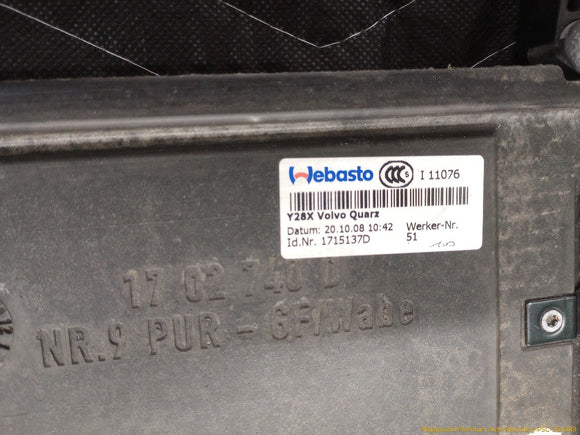 Webasto CCC S I 11076
Y28X Volvo Quarz
Datum: 20.10.08 10:42 Werker-Nr.
Id.Nr. 1715137D 51
17 02 740 D
NR.9 PUR - GF/Wabe